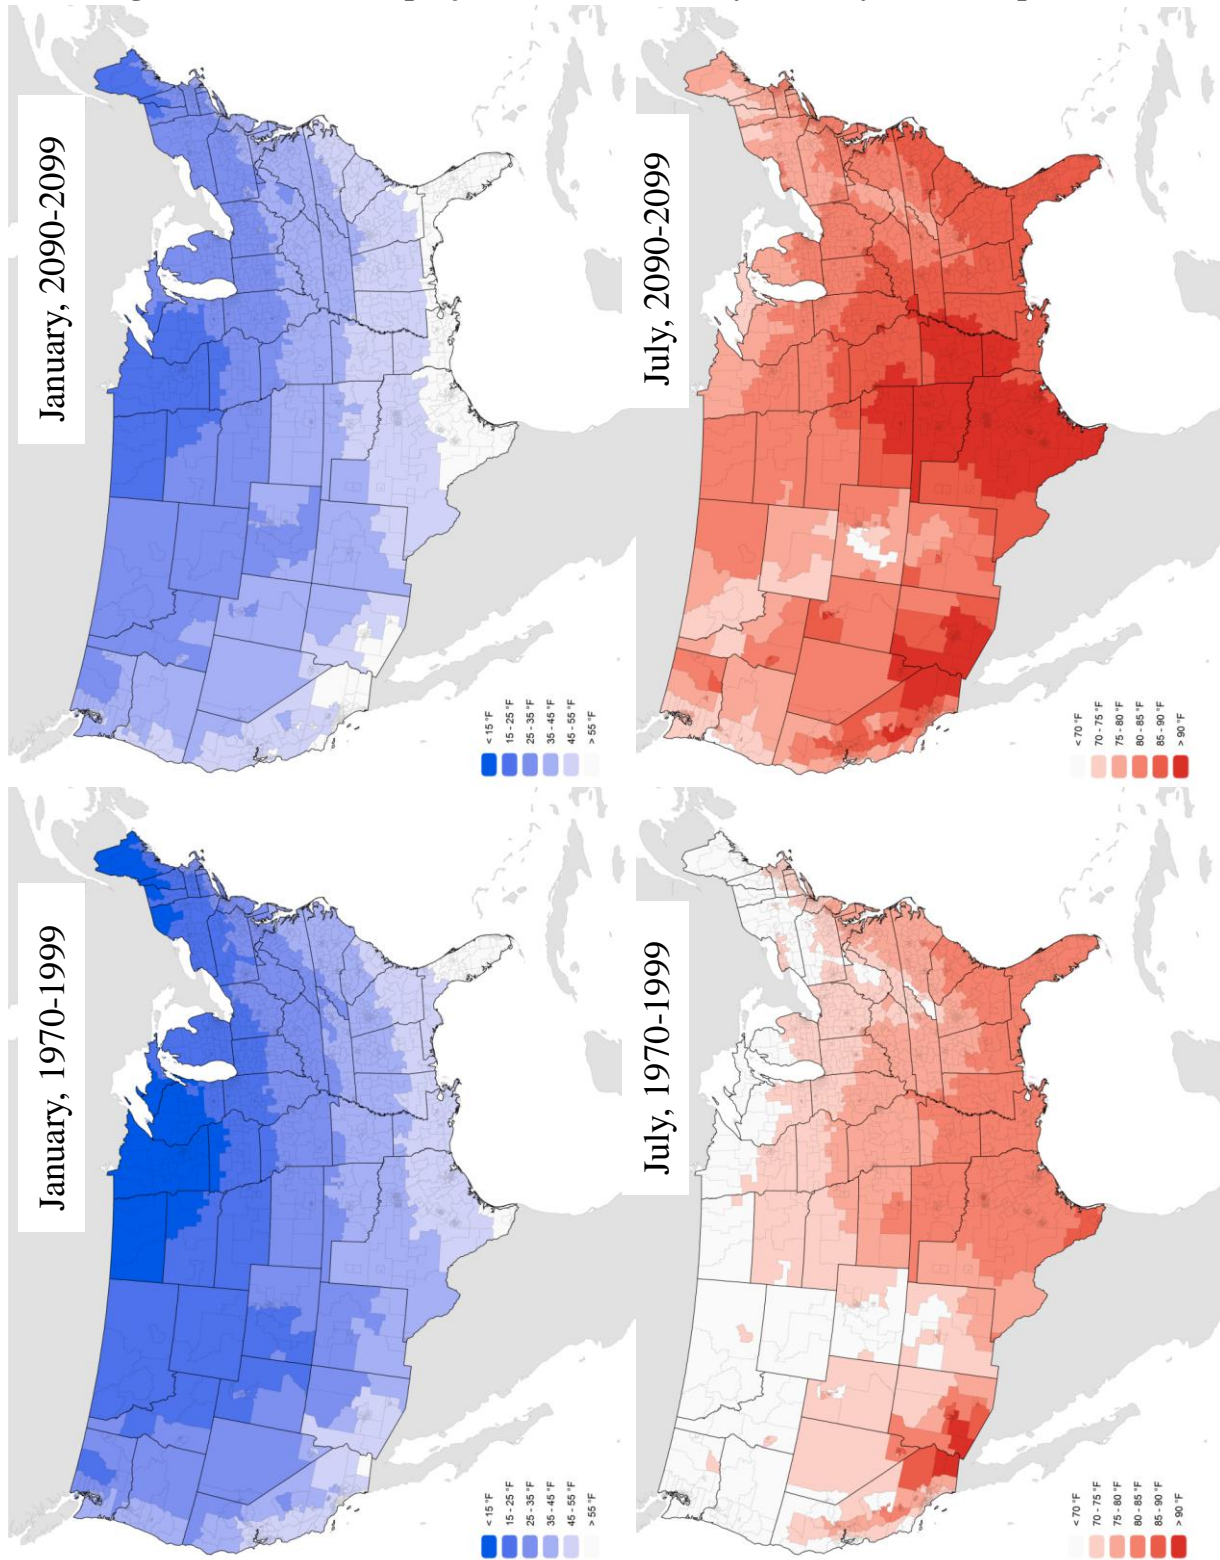 January, 1970-1999
< 15 °F
15 - 25 °F
25 - 35 °F
35 - 45 °F
45 - 55 °F
> 55 °F
January, 2090-2099
< 15 °F
15 - 25 °F
25 - 35 °F
35 - 45 °F
45 - 55 °F
> 55 °F
July, 1970-1999
< 70 °F
70 - 75 °F
75 - 80 °F
80 - 85 °F
85 - 90 °F
> 90 °F
July, 2090-2099
< 70 °F
70 - 75 °F
75 - 80 °F
80 - 85 °F
85 - 90 °F
> 90 °F